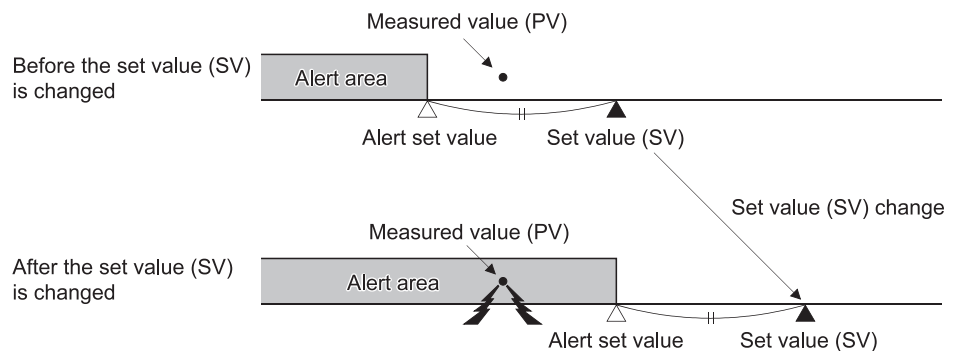 Measured value (PV)
Before the set value (SV)
is changed
Alert area
Alert set value
Set value (SV)
Set value (SV) change
Measured value (PV)
After the set value (SV)
is changed
Alert area
Alert set value
Set value (SV)